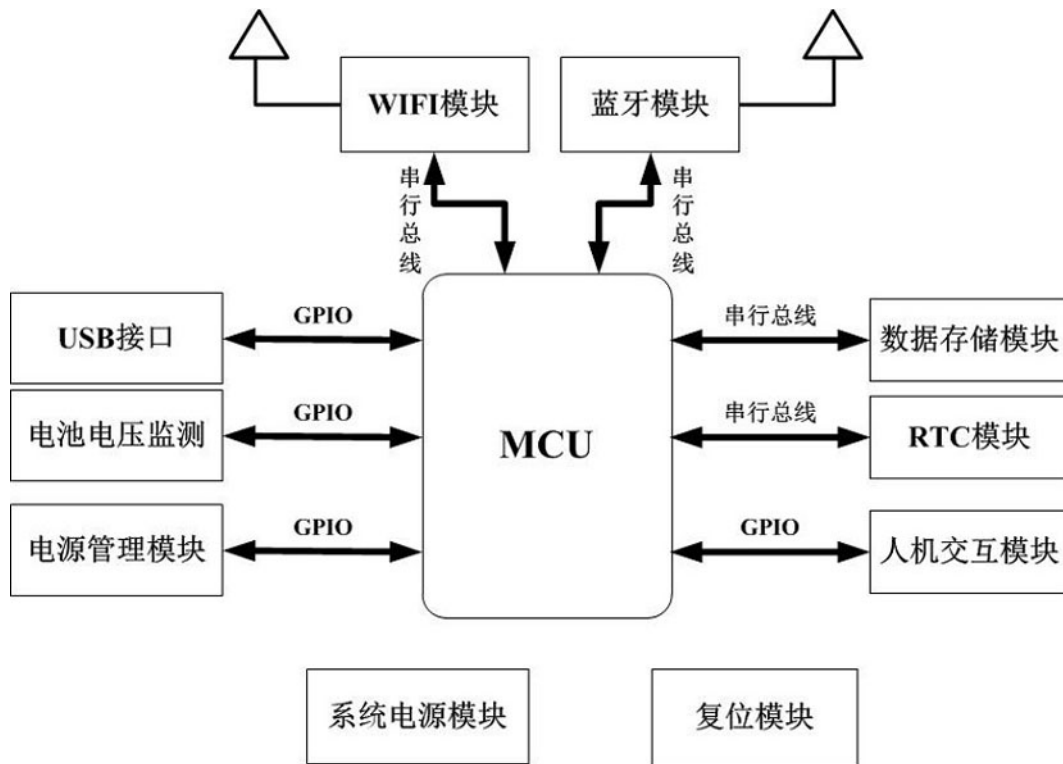 WIFI模块
蓝牙模块
串行总线
串行总线
USB接口
GPIO
串行总线
数据存储模块
电池电压监测
GPIO
MCU
串行总线
RTC模块
电源管理模块
GPIO
GPIO
人机交互模块
系统电源模块
复位模块